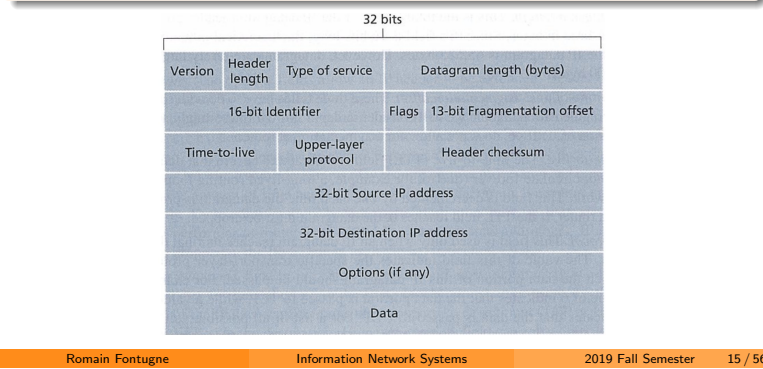 32 bits
Version
Header
length
Type of service
Datagram length (bytes)
16-bit Identifier
Flags
13-bit Fragmentation offset
Time-to-live
Upper-layer
protocol
Header checksum
32-bit Source IP address
32-bit Destination IP address
Options (if any)
Data
Romain Fontugne
Information Network Systems
2019 Fall Semester
15 / 56